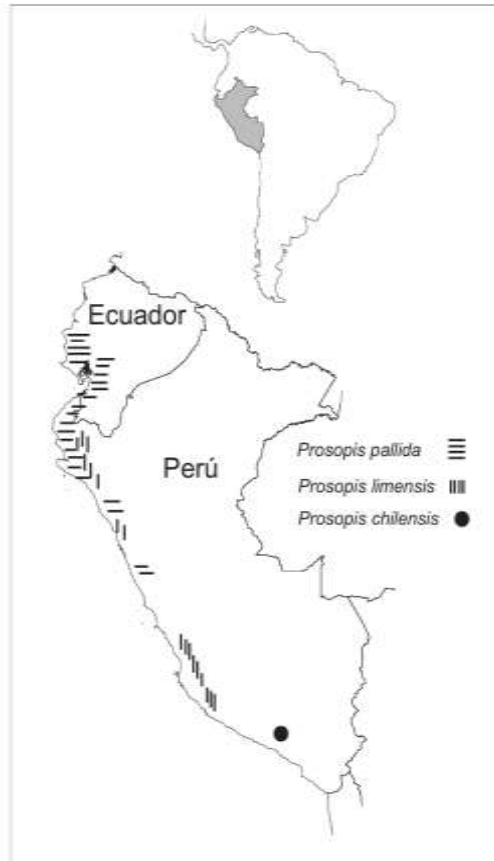 Ecuador
Perú
Prosopis pallida
Prosopis limensis
Prosopis chilensis